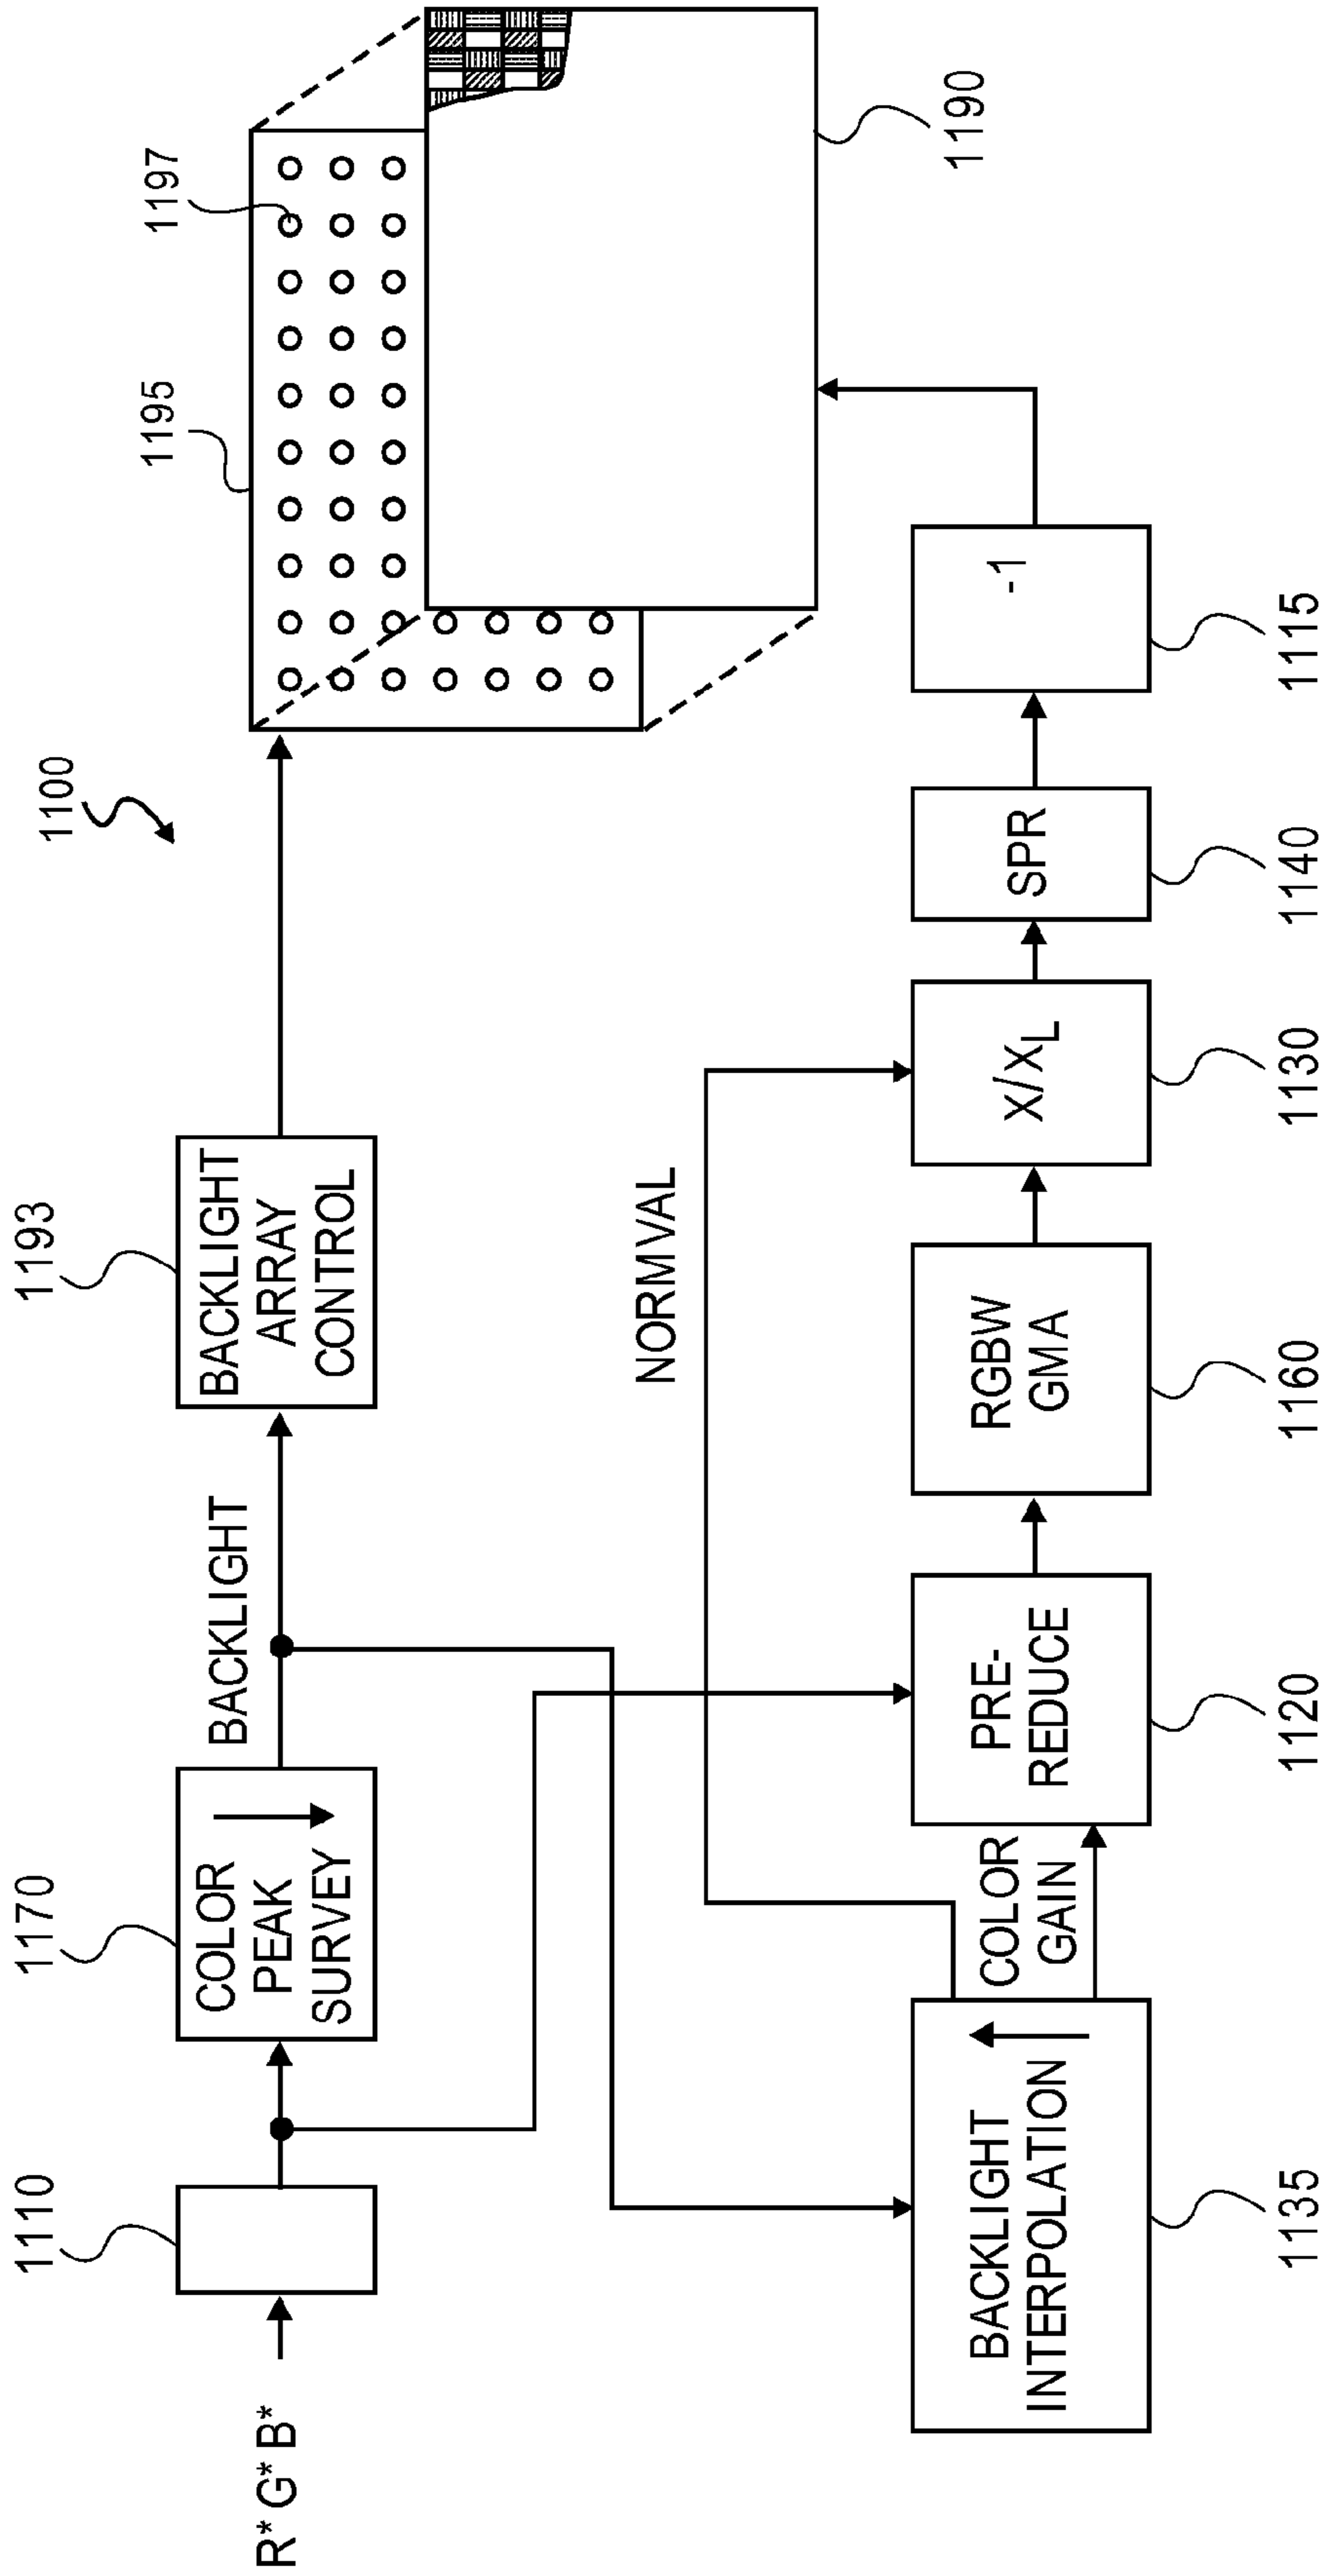 1100
R* G* B*
1110
1170
COLOR
PEAK
SURVEY
BACKLIGHT
1193
BACKLIGHT
ARRAY
CONTROL
1195
1197
1190
NORMVAL
BACKLIGHT
INTERPOLATION
1135
COLOR
GAIN
PRE-
REDUCE
1120
RGBW
GMA
1160
X/XL
1130
SPR
1140
-1
1115